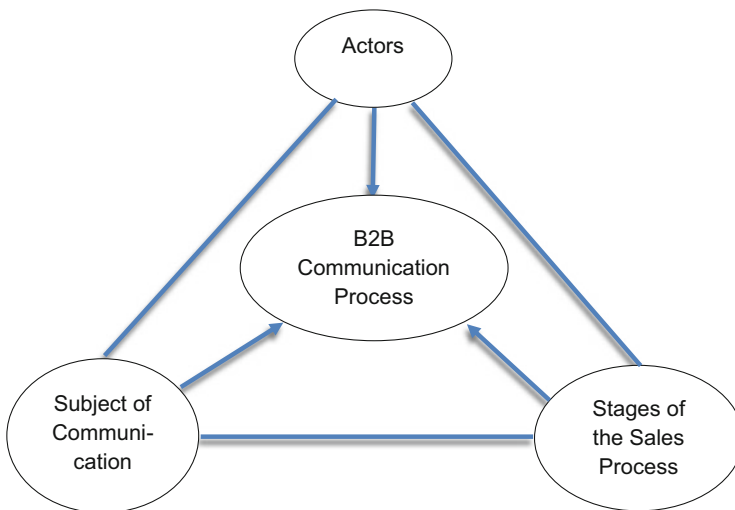 Actors
B2B
Communication
Process
Subject of
Communi-
cation
Stages of
the Sales
Process